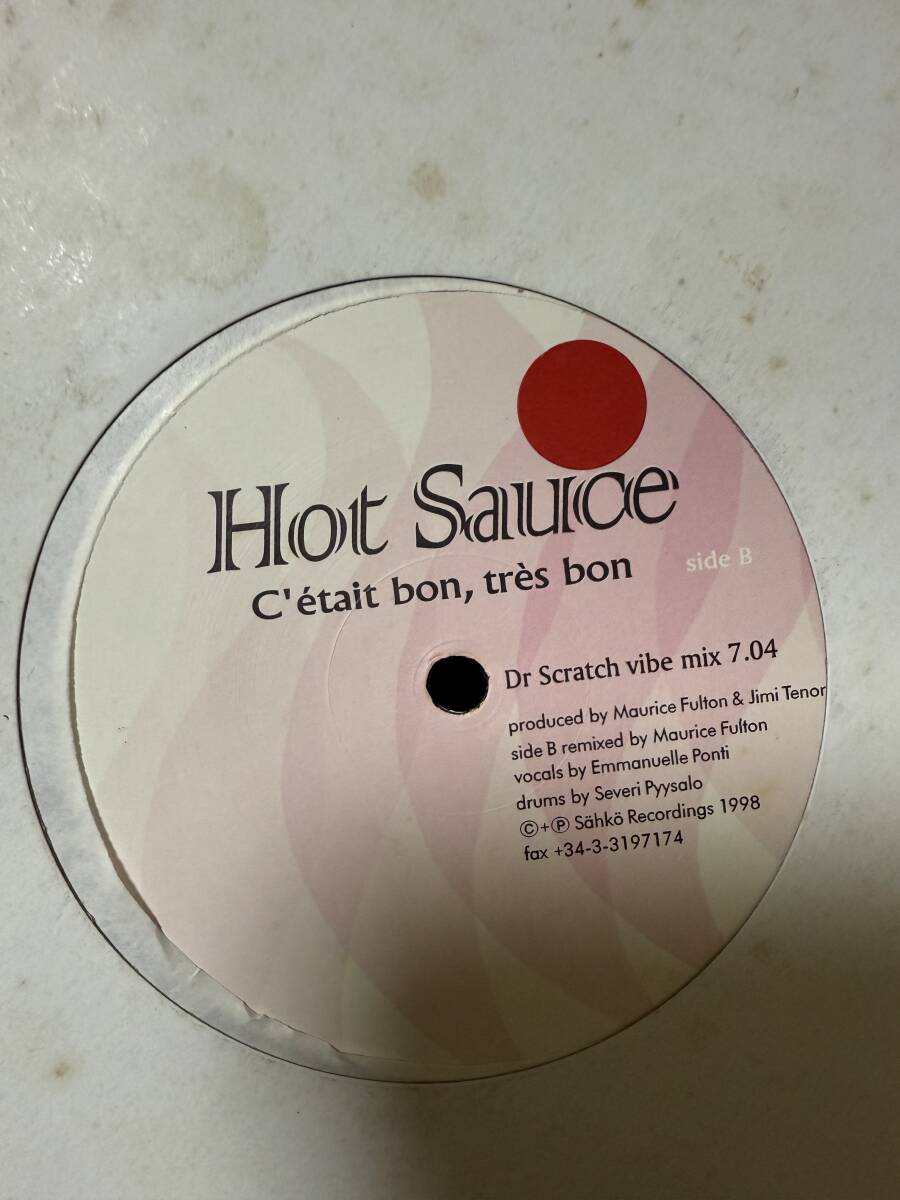 Hot Sauce
C'était bon, très bon
side B
Dr Scratch vibe mix 7.04
produced by Maurice Fulton & Jimi Tenor
side B remixed by Maurice Fulton
vocals by Emmanuelle Ponti
drums by Severi Pyysalo
©+℗ Sähkö Recordings 1998
fax +34-3-3197174